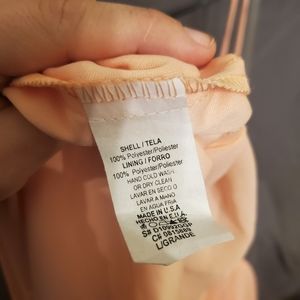 SHELL / TELA
100% Polyester/Poliester
LINING / FORRO
100% Polyester/Poliester
HAND COLD WASH
OR DRY CLEAN
LAVAR EN SECO O
LAVAR A MANO
EN AGUA FRIA
MADE IN U.S.A
HECHO EN E.U.A.
S#
C#
L/GRANDE